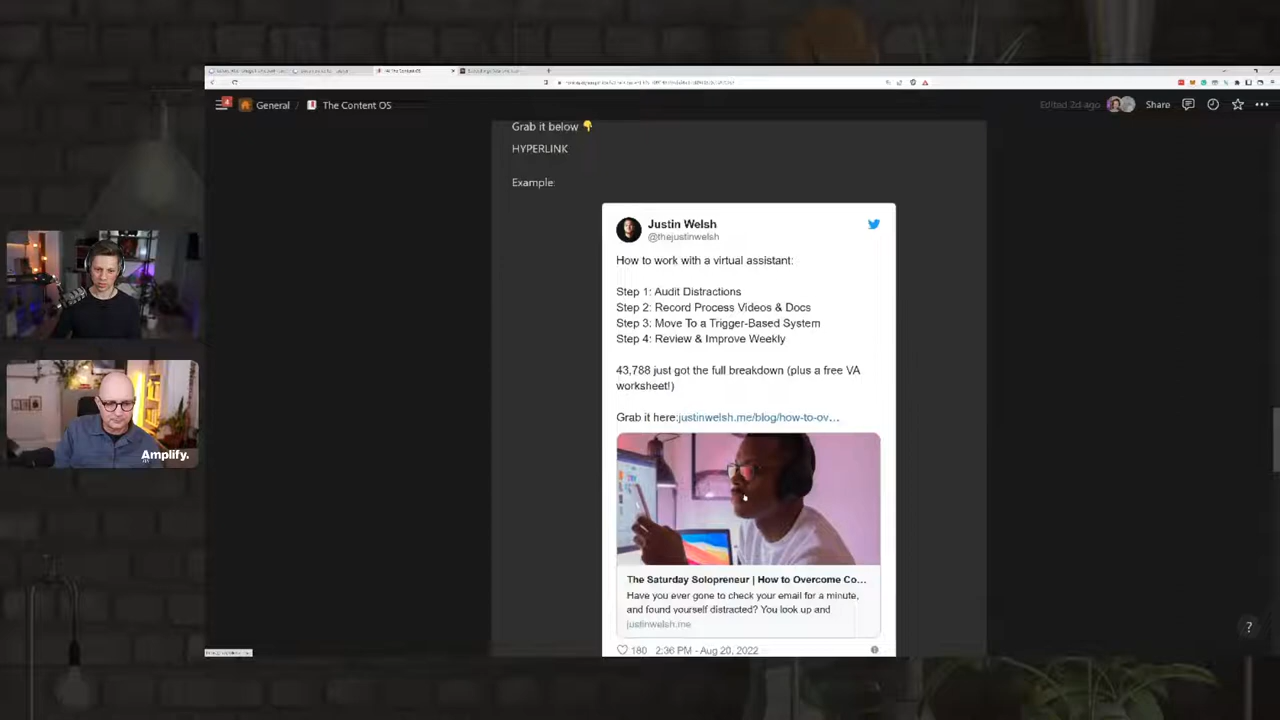 General / The Content OS
Edited 2d ago
Share
Grab it below 👇
HYPERLINK
Example:
Justin Welsh
@thejustinwelsh
How to work with a virtual assistant:
Step 1: Audit Distractions
Step 2: Record Process Videos & Docs
Step 3: Move To a Trigger-Based System
Step 4: Review & Improve Weekly
43,788 just got the full breakdown (plus a free VA
worksheet!)
Grab it here:justinwelsh.me/blog/how-to-ov…
The Saturday Solopreneur | How to Overcome Co…
Have you ever gone to check your email for a minute,
and found yourself distracted? You look up and
justinwelsh.me
180 2:36 PM - Aug 20, 2022
Amplify.
?